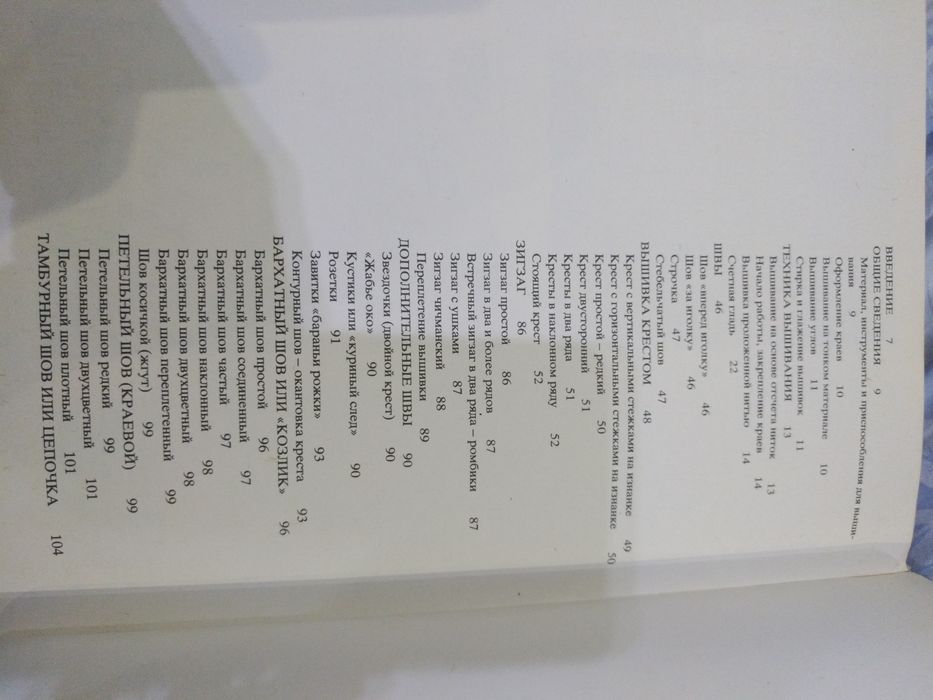 ВВЕДЕНИЕ 7
ОБЩИЕ СВЕДЕНИЯ 9
Материал, инструменты и приспособления для выши-
вания 9
Оформление краев 10
Вышивание на тонком материале 10
Вышивание углов 11
Стирка и глажение вышивок 11
ТЕХНИКА ВЫШИВАНИЯ 13
Вышивание на основе отсчета ниток 13
Начало работы, закрепление краев 14
Вышивка продоженной нитью 14
Счетная гладь 22
ШВЫ 46
Шов «вперед иголку» 46
Шов «за иголку» 46
Строчка 47
Стебельчатый шов 47
ВЫШИВКА КРЕСТОМ 48
Крест с вертикальными стежками на изнанке 49
Крест с горизонтальными стежками на изнанке 50
Крест простой – редкий 50
Крест двусторонний 51
Кресты в два ряда 51
Кресты в наклонном ряду 52
Стоящий крест 52
ЗИГЗАГ 86
Зигзаг простой 86
Зигзаг в два и более рядов 87
Встречный зигзаг в два ряда – ромбики 87
Зигзаг с ушками 87
Зигзаг чичманский 88
Переплетение вышивки 89
ДОПОЛНИТЕЛЬНЫЕ ШВЫ 90
Звездочки (двойной крест) 90
«Жабье око» 90
Кустики или «куриный след» 90
Розетки 91
Завитки «бараньи рожки» 93
Контурный шов – окантовка креста 93
БАРХАТНЫЙ ШОВ ИЛИ «КОЗЛИК» 96
Бархатный шов простой 96
Бархатный шов соединенный 97
Бархатный шов частый 97
Бархатный шов наклонный 98
Бархатный шов двухцветный 98
Бархатный шов переплетенный 99
Шов косичкой (жгут) 99
ПЕТЕЛЬНЫЙ ШОВ (КРАЕВОЙ) 99
Петельный шов редкий 99
Петельный шов двухцветный 101
Петельный шов плотный 101
ТАМБУРНЫЙ ШОВ ИЛИ ЦЕПОЧКА 104